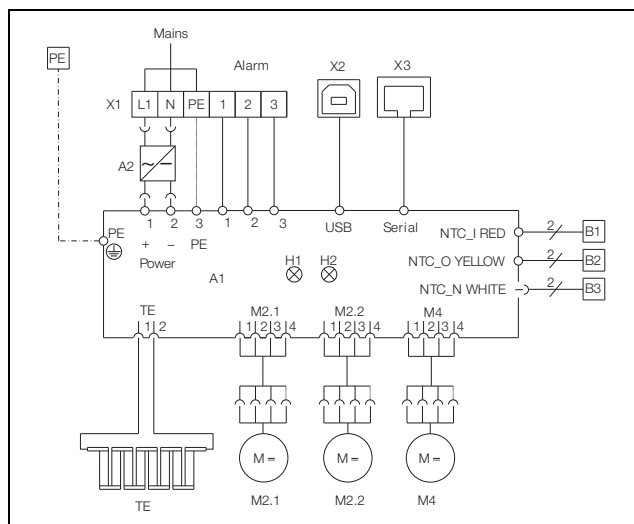 Mains
PE
Alarm
X2
X3
X1 L1 N PE 1 2 3
A2
1 2 3 1 2 3
USB
Serial
PE
+ − PE
Power
A1
H1
H2
NTC_I RED 2 B1
NTC_O YELLOW 2 B2
NTC_N WHITE 2 B3
TE
1 2
M2.1
1 2 3 4
M2.2
1 2 3 4
M4
1 2 3 4
M = M = M =
TE
M2.1
M2.2
M4